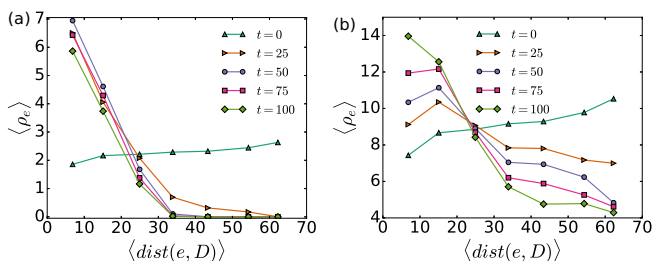 (a)
7
6
5
4
3
2
1
0
⟨ρ_e⟩
0 10 20 30 40 50 60 70
⟨dist(e, D)⟩
t = 0
t = 25
t = 50
t = 75
t = 100
(b)
14
12
10
8
6
4
⟨ρ_e⟩
0 10 20 30 40 50 60 70
⟨dist(e, D)⟩
t = 0
t = 25
t = 50
t = 75
t = 100